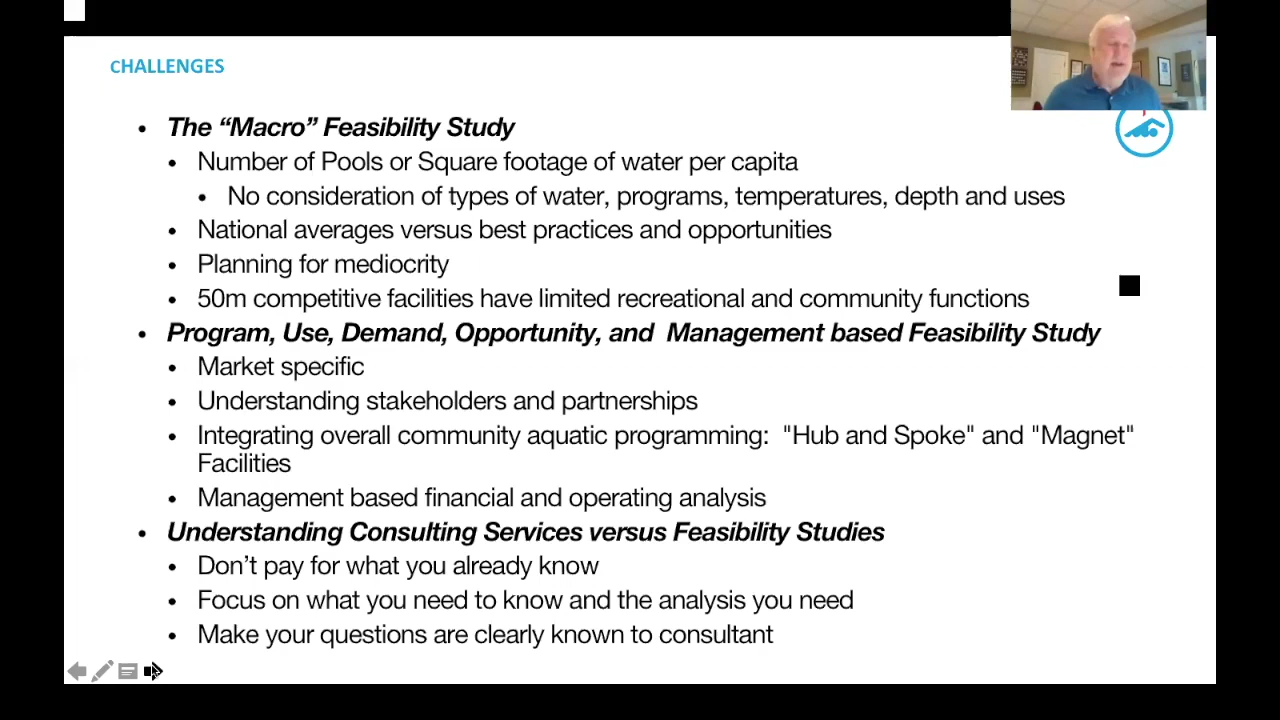 CHALLENGES
• The “Macro” Feasibility Study
• Number of Pools or Square footage of water per capita
• No consideration of types of water, programs, temperatures, depth and uses
• National averages versus best practices and opportunities
• Planning for mediocrity
• 50m competitive facilities have limited recreational and community functions
• Program, Use, Demand, Opportunity, and Management based Feasibility Study
• Market specific
• Understanding stakeholders and partnerships
• Integrating overall community aquatic programming: "Hub and Spoke" and "Magnet"
Facilities
• Management based financial and operating analysis
• Understanding Consulting Services versus Feasibility Studies
• Don’t pay for what you already know
• Focus on what you need to know and the analysis you need
• Make your questions are clearly known to consultant